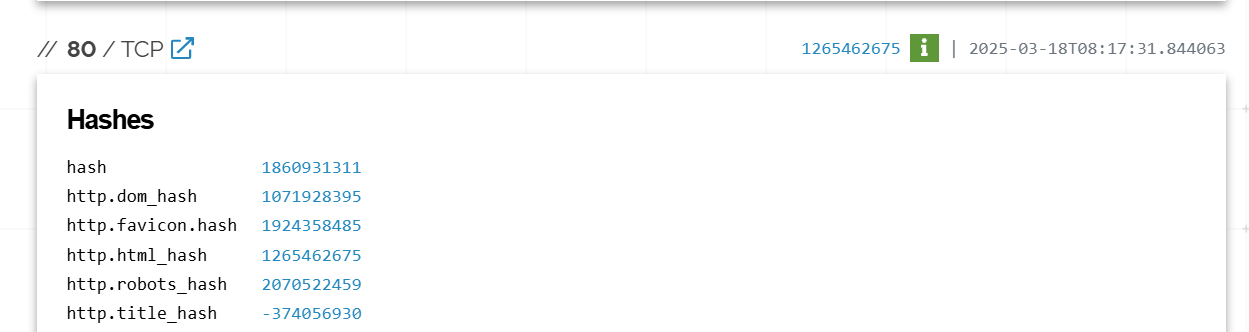 // 80 / TCP 1265462675 i | 2025-03-18T08:17:31.844063
Hashes
hash 1860931311
http.dom_hash 1071928395
http.favicon.hash 1924358485
http.html_hash 1265462675
http.robots_hash 2070522459
http.title_hash -374056930